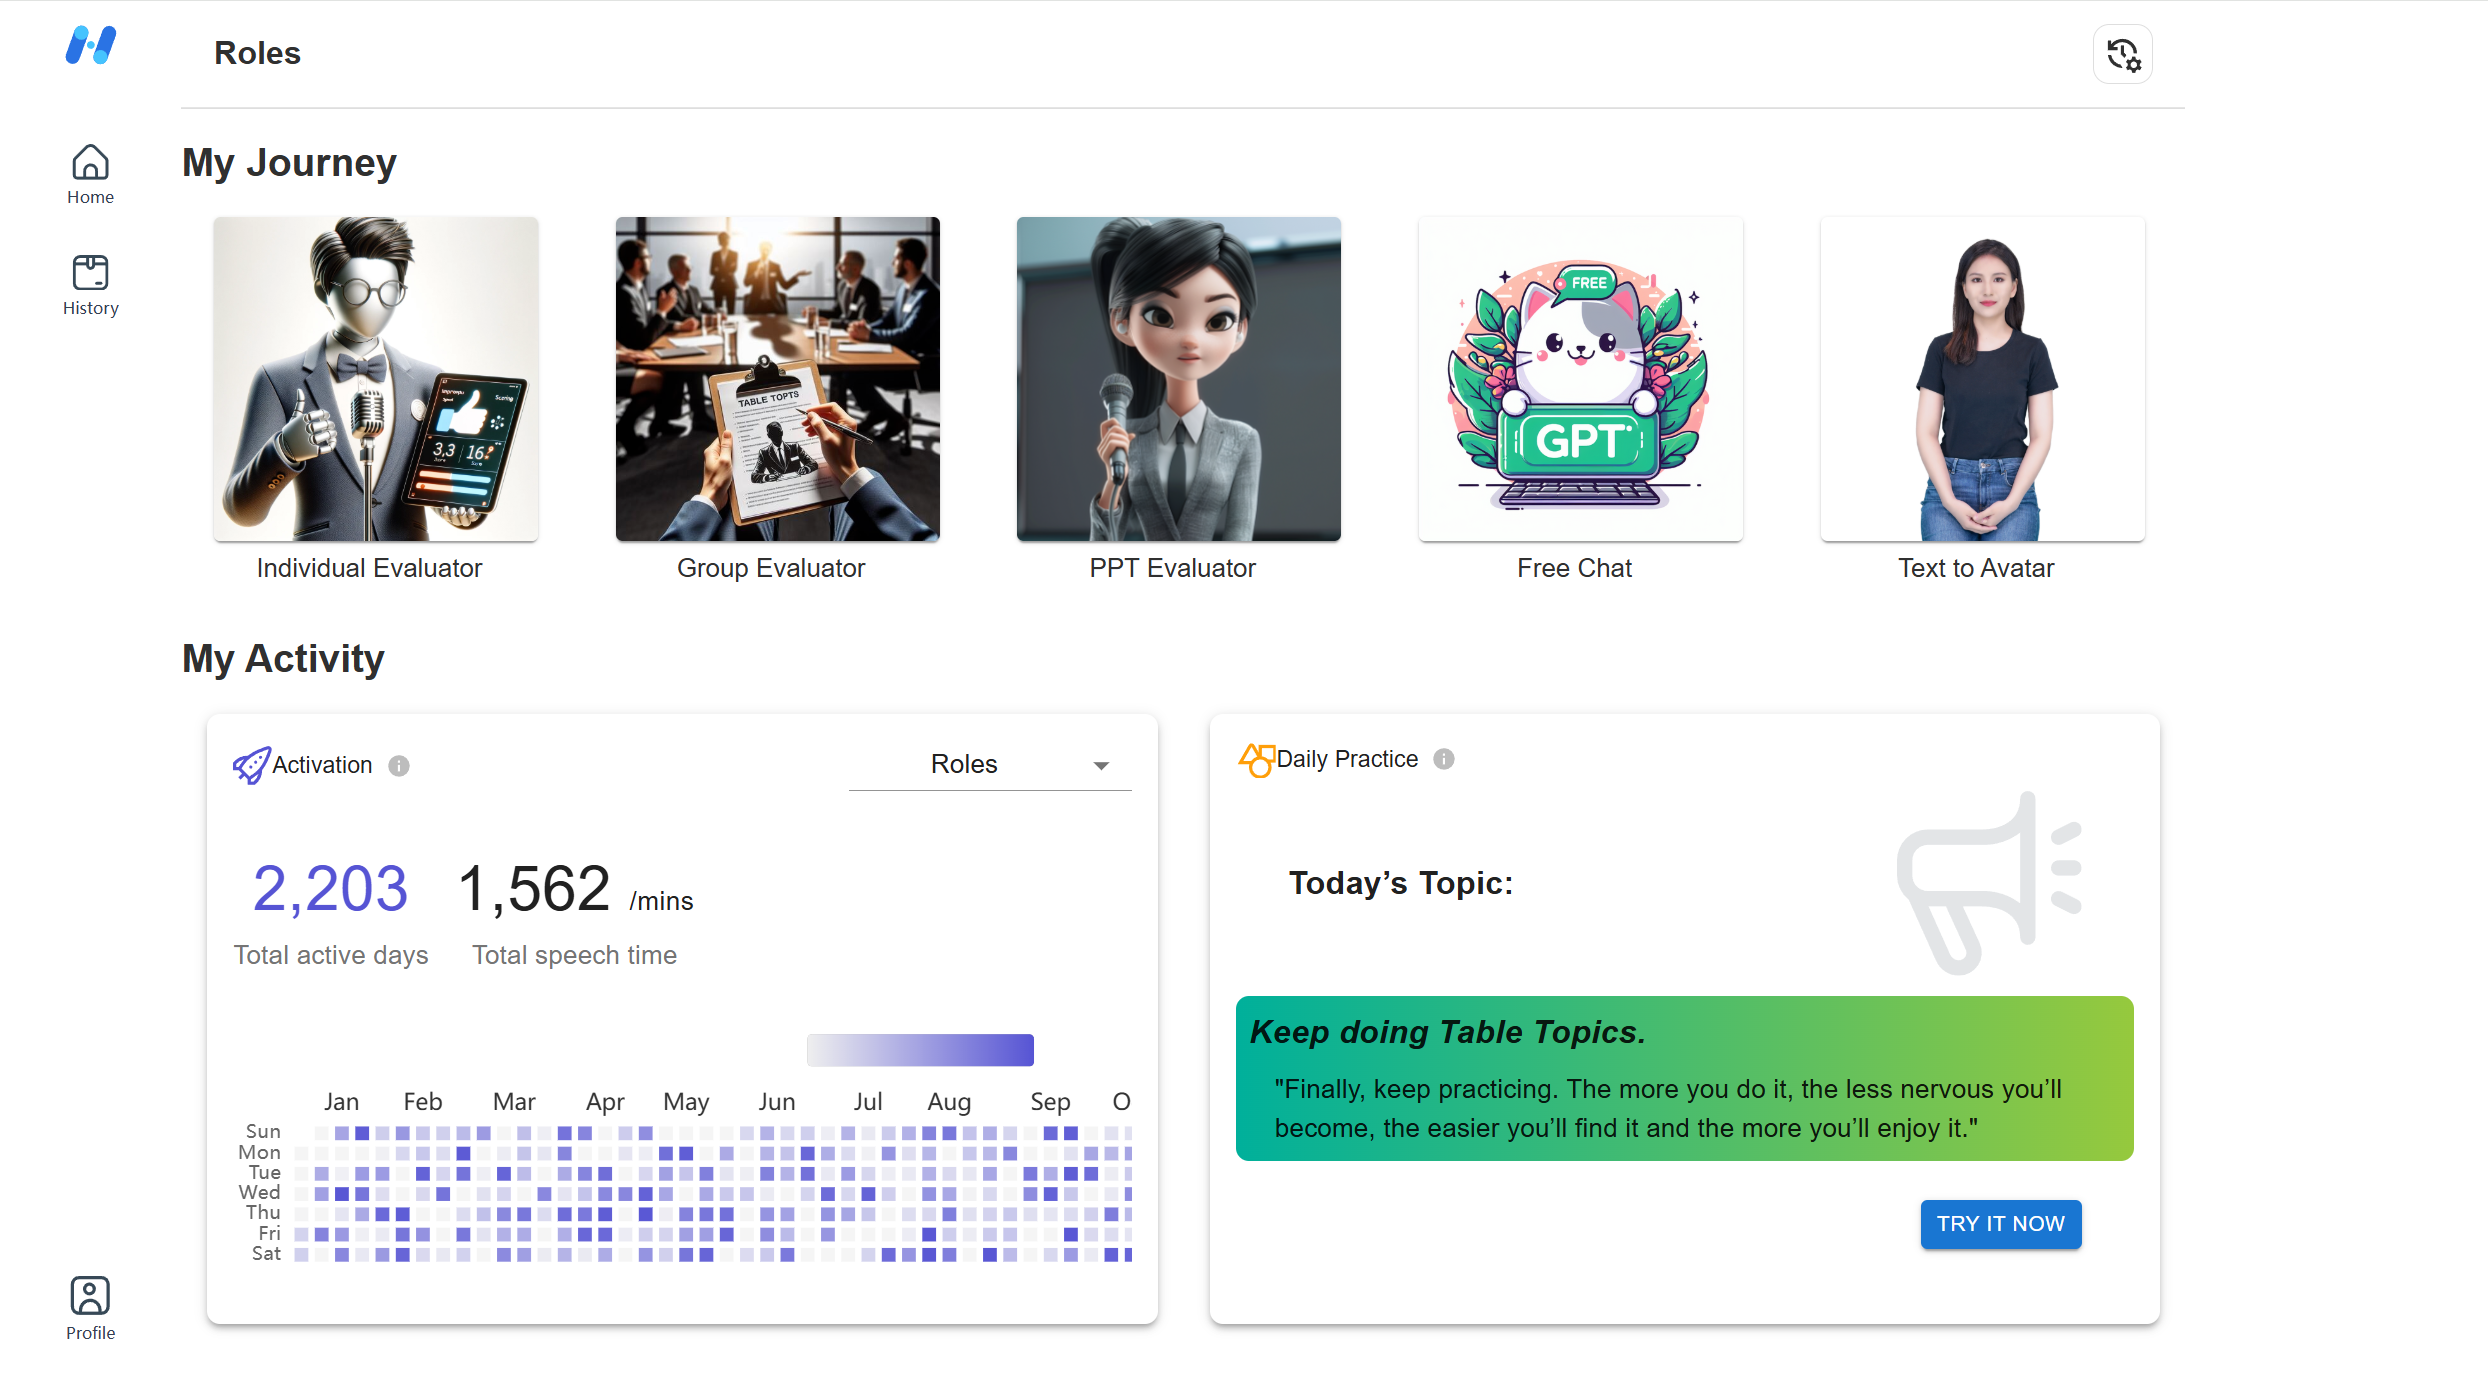 Roles
Home
History
Profile
My Journey
Impromptu
Scoring
3,3
TABLE TOPTS
FREE
GPT
Individual Evaluator
Group Evaluator
PPT Evaluator
Free Chat
Text to Avatar
My Activity
Activation
Roles
2,203
1,562 /mins
Total active days
Total speech time
Jan Feb Mar Apr May Jun Jul Aug Sep O
Sun
Mon
Tue
Wed
Thu
Fri
Sat
Daily Practice
Today’s Topic:
Keep doing Table Topics.
"Finally, keep practicing. The more you do it, the less nervous you’ll
become, the easier you’ll find it and the more you’ll enjoy it."
TRY IT NOW